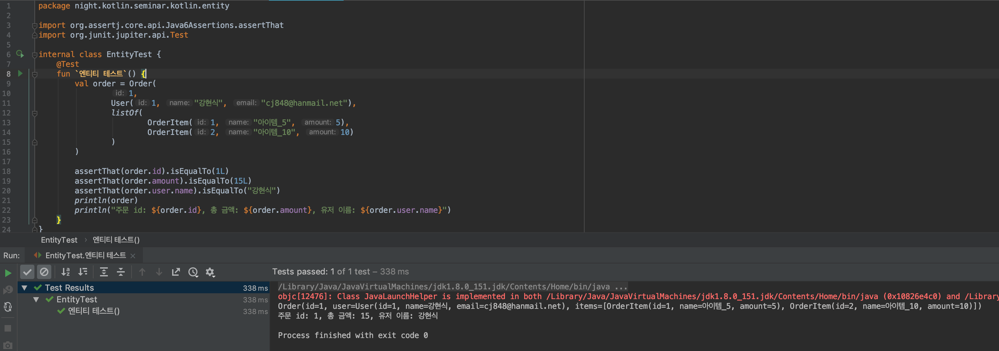 1 package night.kotlin.seminar.kotlin.entity
2
3 import org.assertj.core.api.Java6Assertions.assertThat
4 import org.junit.jupiter.api.Test
5
6 internal class EntityTest {
7 @Test
8 fun `엔티티 테스트`() {
9 val order = Order(
10 id: 1,
11 User( id: 1, name: "강현식", email: "cj848@hanmail.net"),
12 listOf(
13 OrderItem( id: 1, name: "아이템_5", amount: 5),
14 OrderItem( id: 2, name: "아이템_10", amount: 10)
15 )
16 )
17
18 assertThat(order.id).isEqualTo(1L)
19 assertThat(order.amount).isEqualTo(15L)
20 assertThat(order.user.name).isEqualTo("강현식")
21 println(order)
22 println("주문 id: ${order.id}, 총 금액: ${order.amount}, 유저 이름: ${order.user.name}")
23 }
24 }
EntityTest › 엔티티 테스트()
Run: EntityTest.엔티티 테스트 ×
Tests passed: 1 of 1 test – 338 ms
Test Results 338 ms
EntityTest 338 ms
엔티티 테스트() 338 ms
/Library/Java/JavaVirtualMachines/jdk1.8.0_151.jdk/Contents/Home/bin/java ...
objc[12476]: Class JavaLaunchHelper is implemented in both /Library/Java/JavaVirtualMachines/jdk1.8.0_151.jdk/Contents/Home/bin/java (0x10826e4c0) and /Library
Order(id=1, user=User(id=1, name=강현식, email=cj848@hanmail.net), items=[OrderItem(id=1, name=아이템_5, amount=5), OrderItem(id=2, name=아이템_10, amount=10)])
주문 id: 1, 총 금액: 15, 유저 이름: 강현식
Process finished with exit code 0